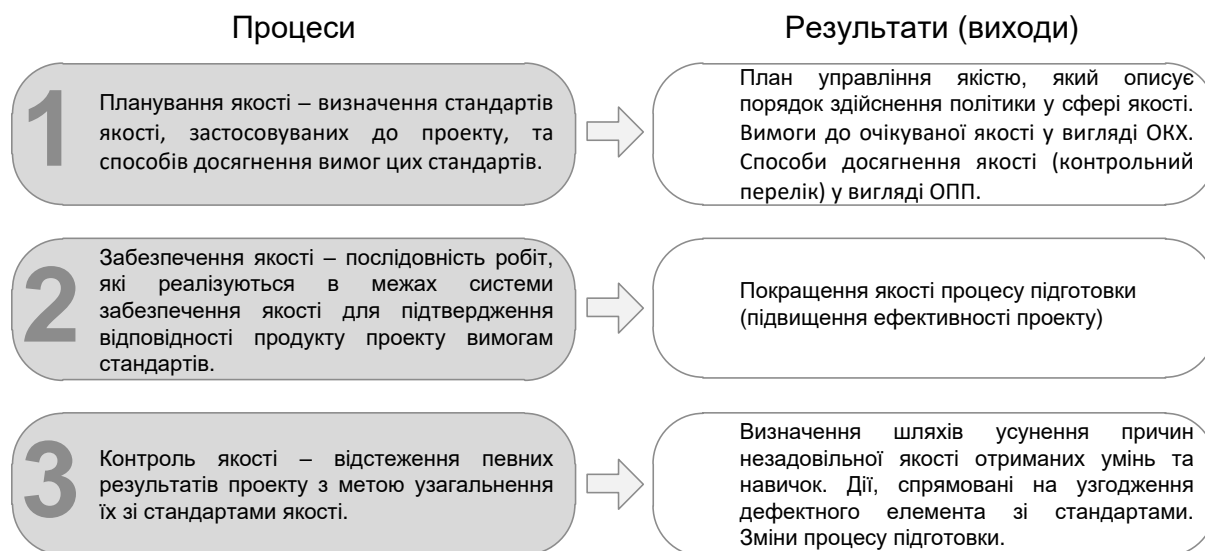 Процеси
Результати (виходи)
1
Планування якості – визначення стандартів
якості, застосовуваних до проекту, та
способів досягнення вимог цих стандартів.
План управління якістю, який описує
порядок здійснення політики у сфері якості.
Вимоги до очікуваної якості у вигляді ОКХ.
Способи досягнення якості (контрольний
перелік) у вигляді ОПП.
2
Забезпечення якості – послідовність робіт,
які реалізуються в межах системи
забезпечення якості для підтвердження
відповідності продукту проекту вимогам
стандартів.
Покращення якості процесу підготовки
(підвищення ефективності проекту)
3
Контроль якості – відстеження певних
результатів проекту з метою узагальнення
їх зі стандартами якості.
Визначення шляхів усунення причин
незадовільної якості отриманих умінь та
навичок. Дії, спрямовані на узгодження
дефектного елемента зі стандартами.
Зміни процесу підготовки.